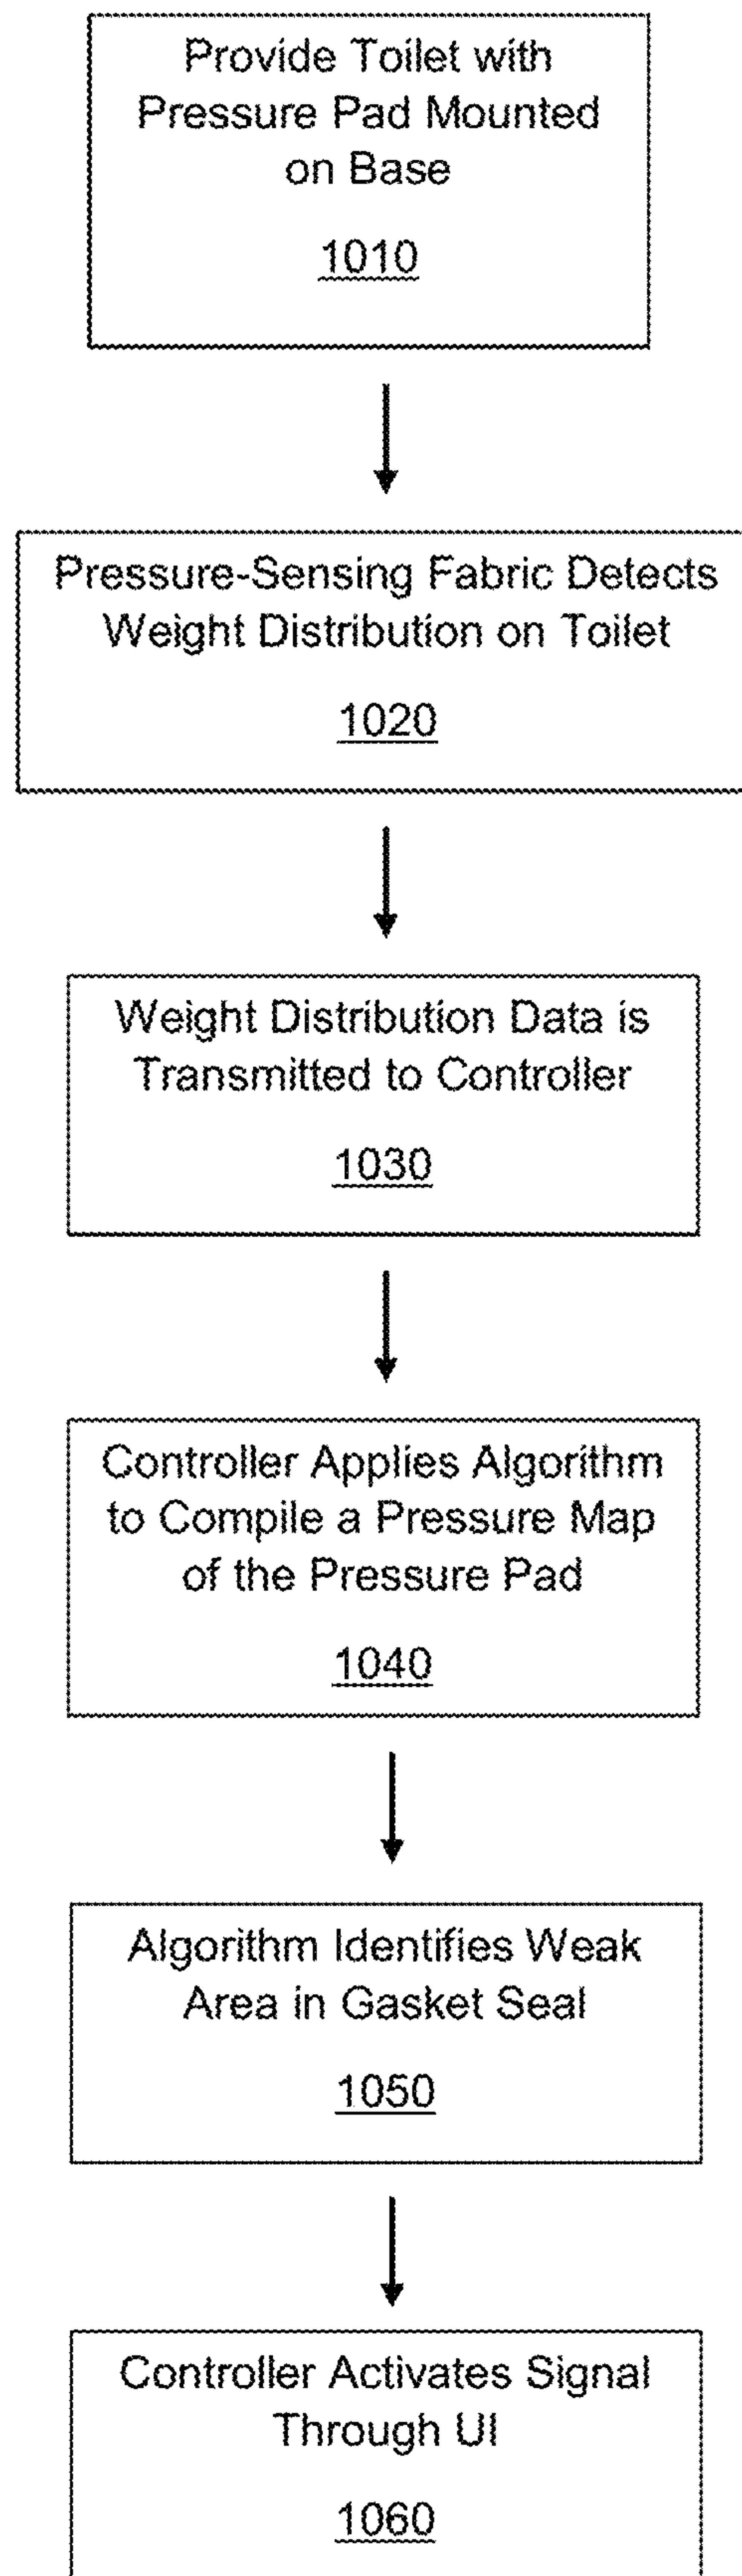 Provide Toilet with
Pressure Pad Mounted
on Base
1010
Pressure-Sensing Fabric Detects
Weight Distribution on Toilet
1020
Weight Distribution Data is
Transmitted to Controller
1030
Controller Applies Algorithm
to Compile a Pressure Map
of the Pressure Pad
1040
Algorithm Identifies Weak
Area in Gasket Seal
1050
Controller Activates Signal
Through UI
1060